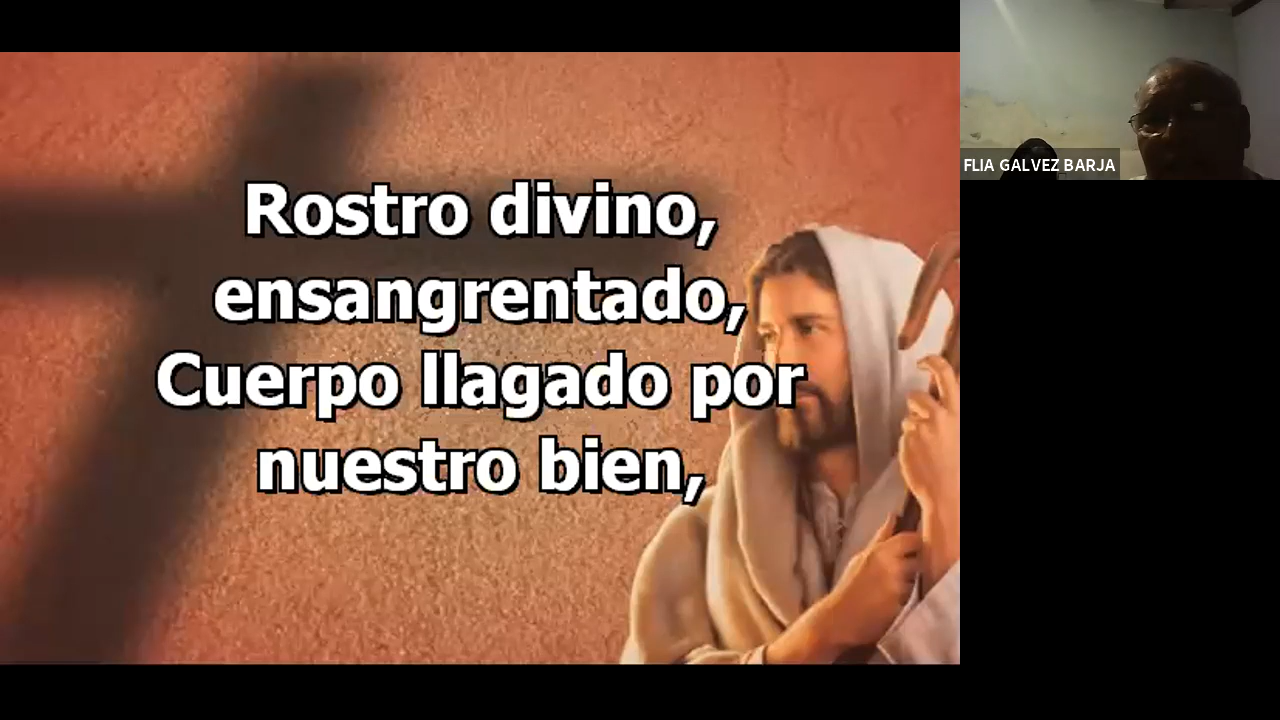 Rostro divino,
ensangrentado,
Cuerpo llagado por
nuestro bien,
FLIA GALVEZ BARJA